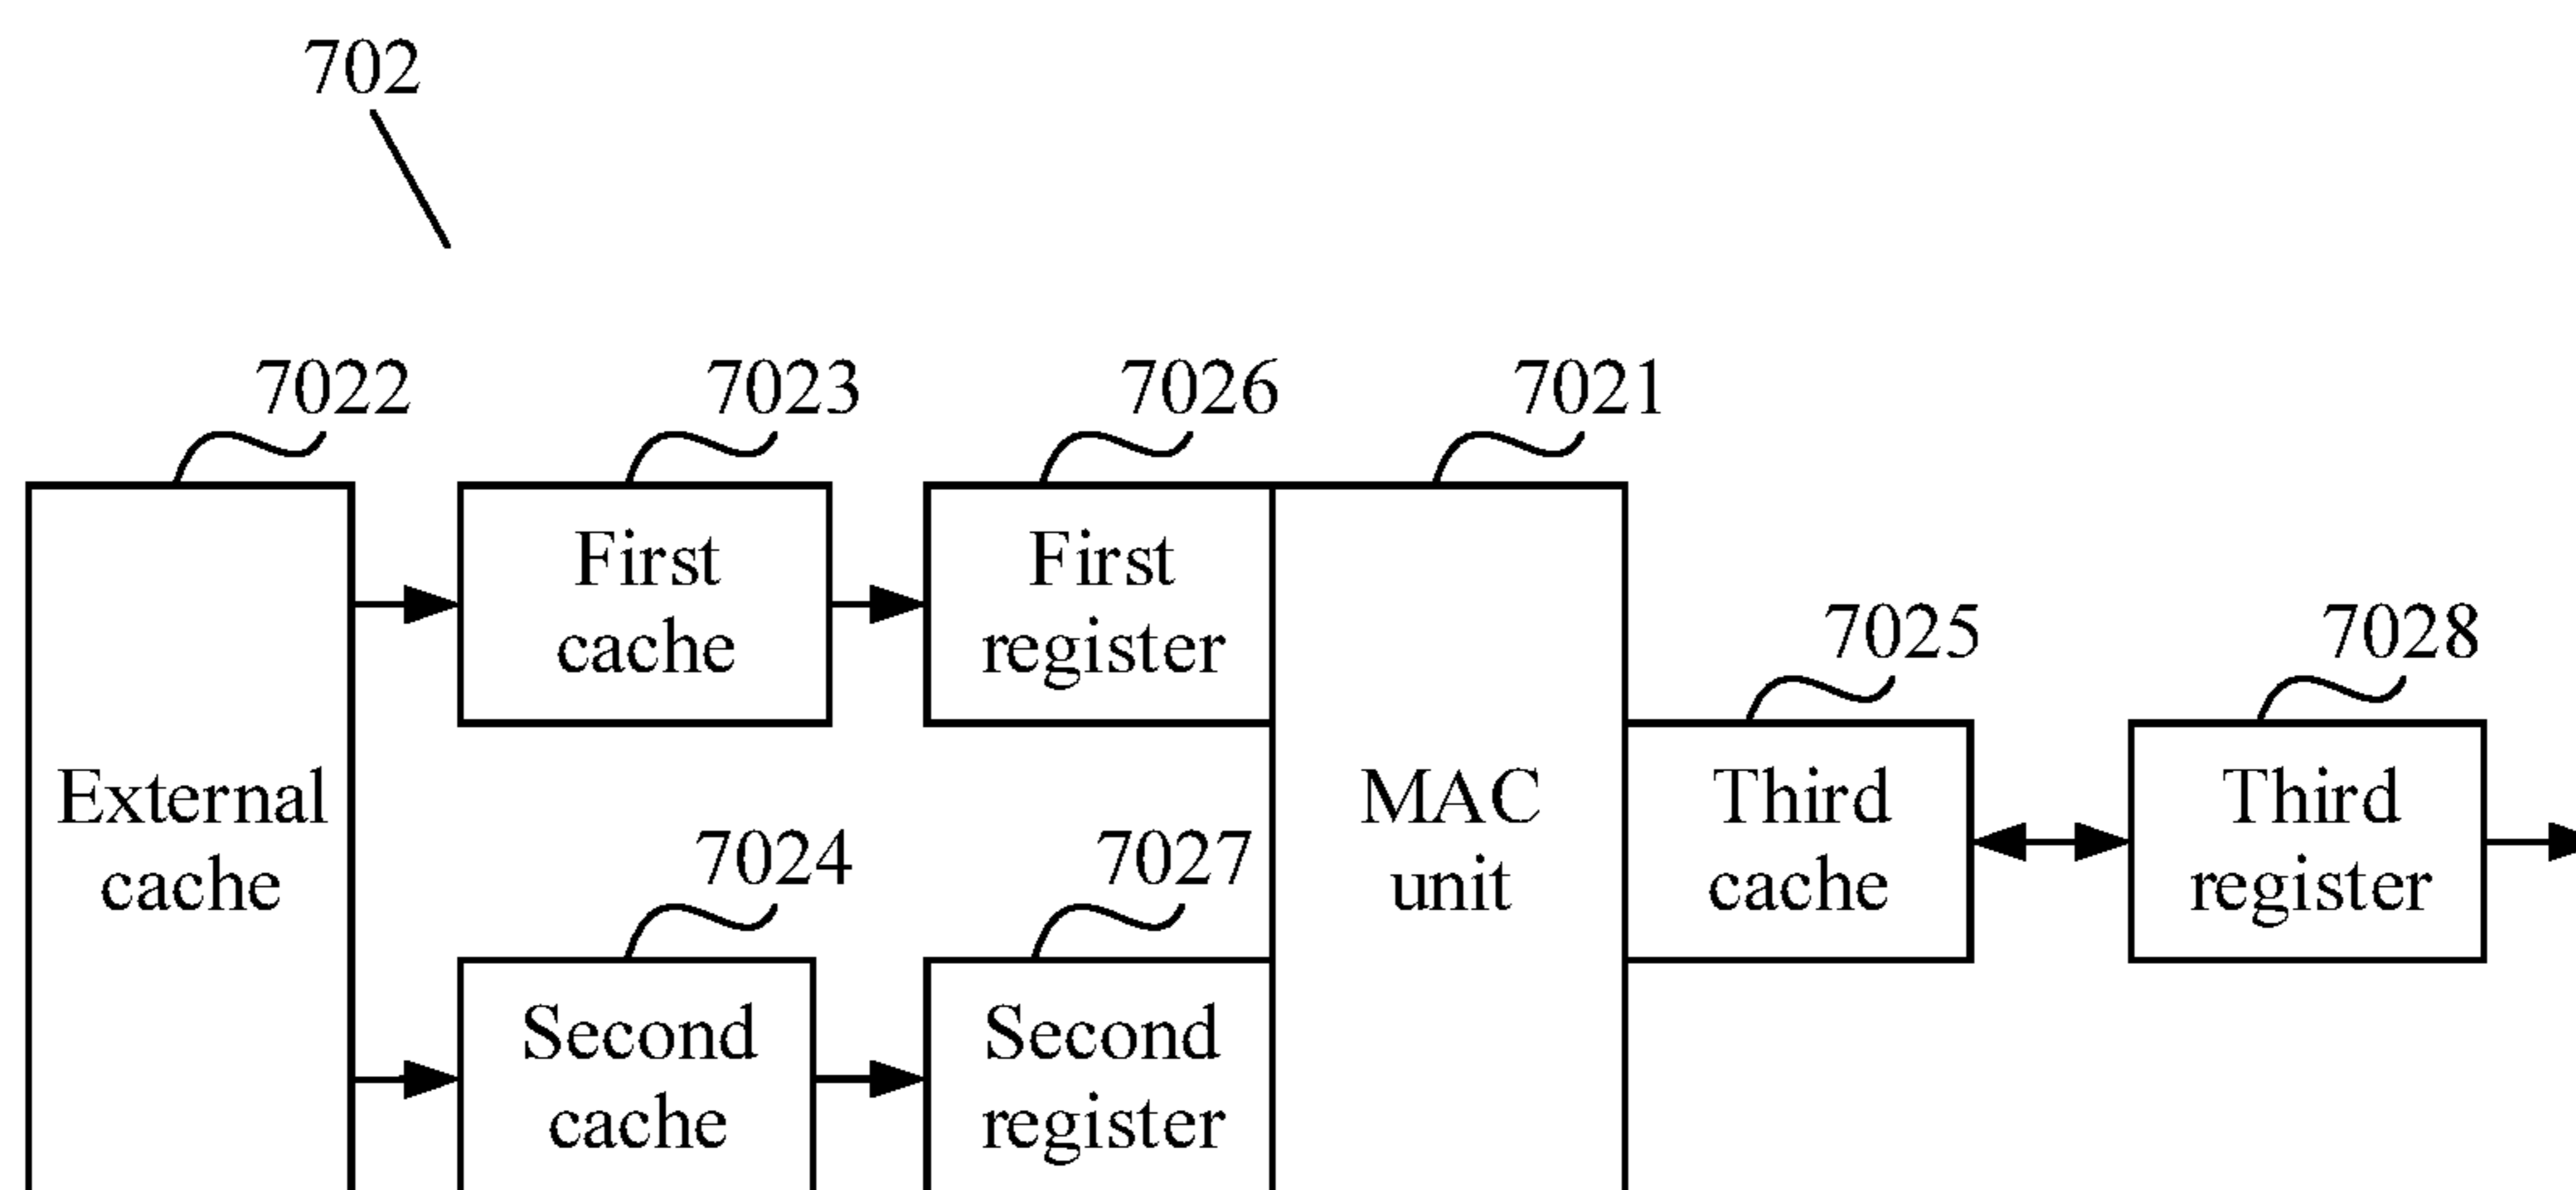 702
7022
7023
7026
7021
First
cache
First
register
7025
7028
External
cache
MAC
unit
Third
cache
Third
register
7024
7027
Second
cache
Second
register